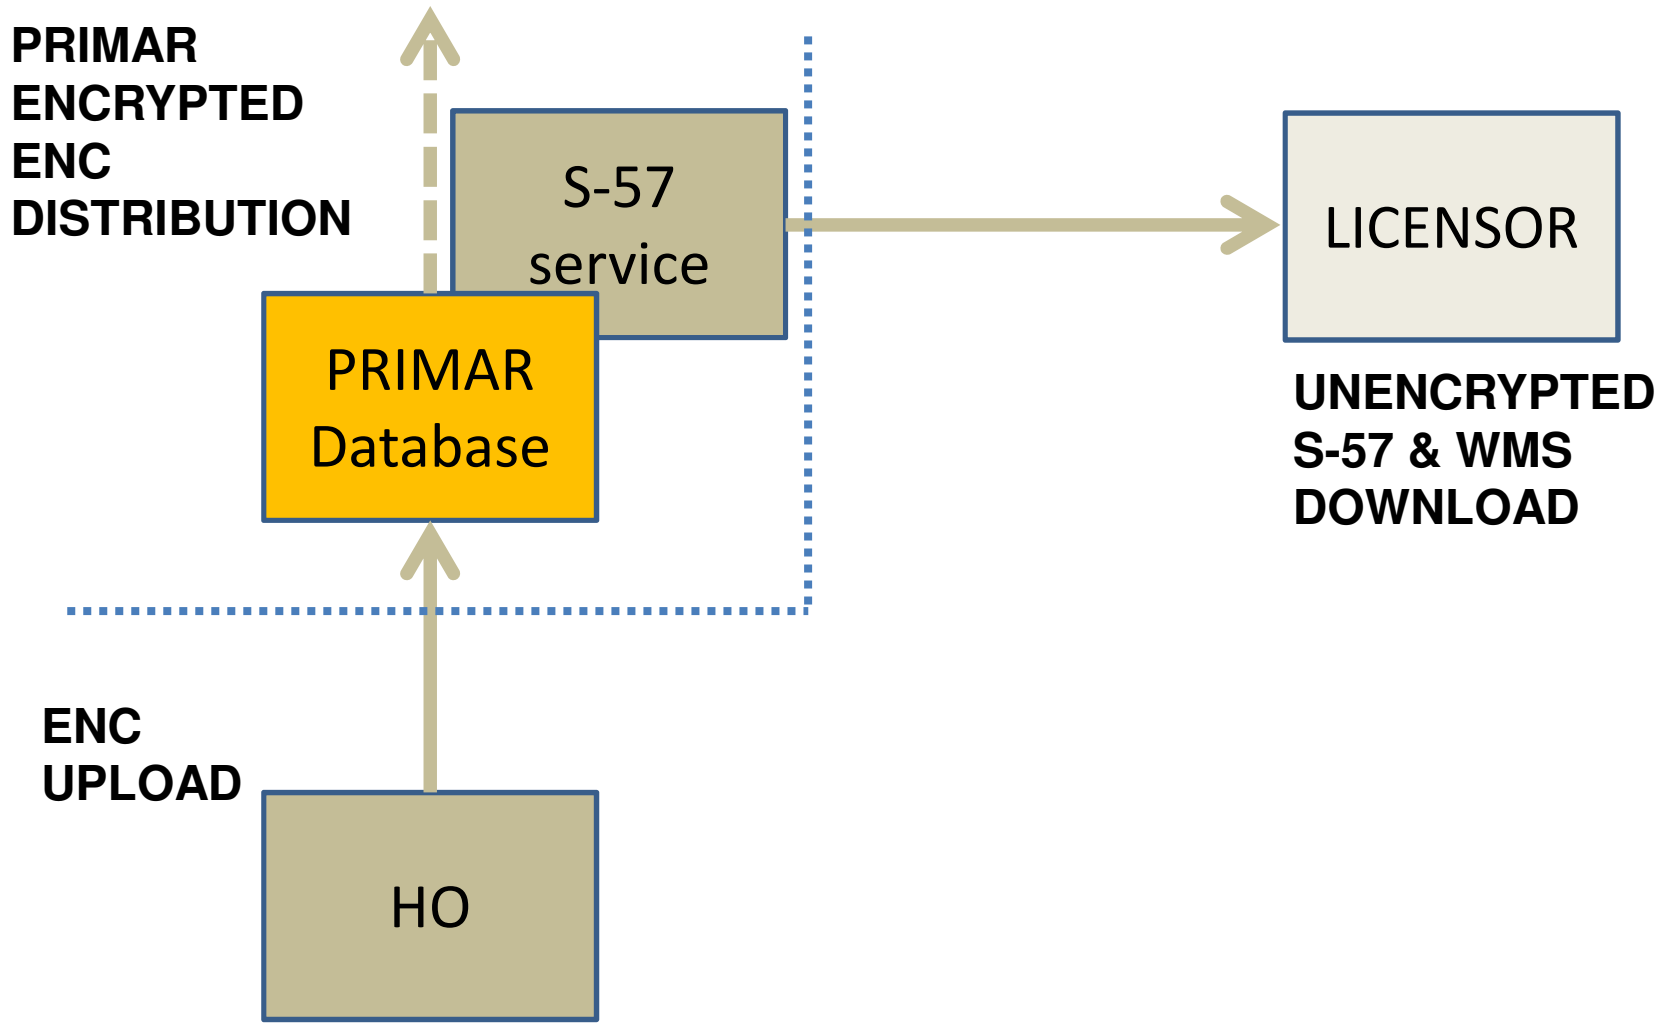 PRIMAR
ENCRYPTED
ENC
DISTRIBUTION
S-57
service
LICENSOR
PRIMAR
Database
UNENCRYPTED
S-57 & WMS
DOWNLOAD
ENC
UPLOAD
HO